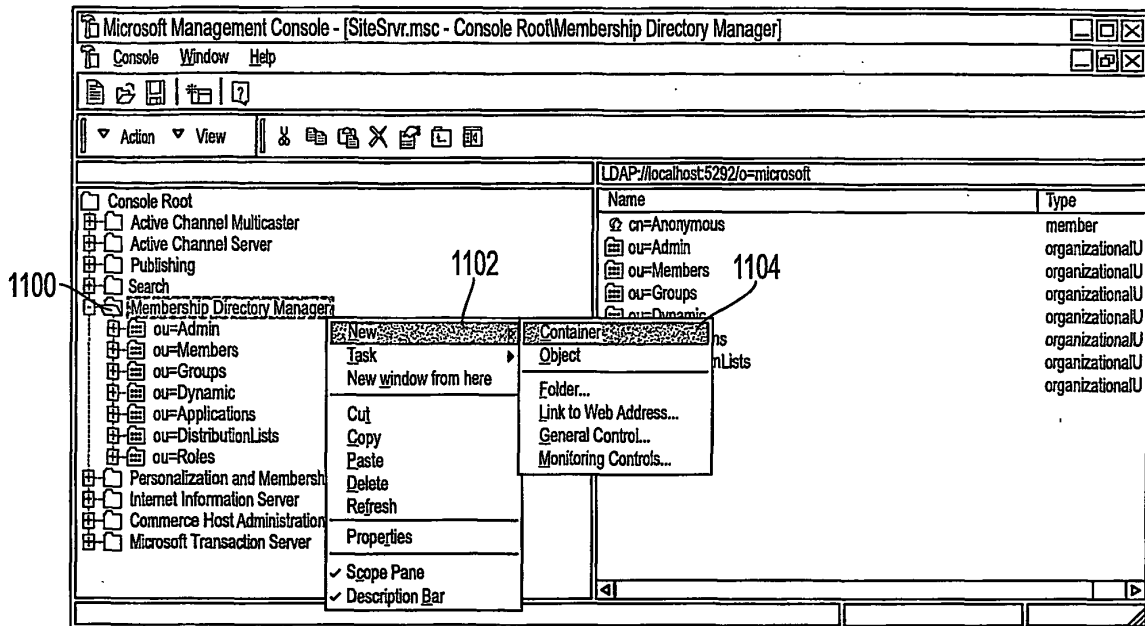 Microsoft Management Console - [SiteSrvr.msc - Console Root\Membership Directory Manager]
Console Window Help
Action View
LDAP://localhost:5292/o=microsoft
Console Root
Active Channel Multicaster
Active Channel Server
Publishing
Search
Membership Directory Manager
ou=Admin
ou=Members
ou=Groups
ou=Dynamic
ou=Applications
ou=DistributionLists
ou=Roles
Personalization and Membersh
Internet Information Server
Commerce Host Administration
Microsoft Transaction Server
1100
1102
1104
New
Task
New window from here
Cut
Copy
Paste
Delete
Refresh
Properties
Scope Pane
Description Bar
Container
Object
Folder...
Link to Web Address...
General Control...
Monitoring Controls...
Name Type
cn=Anonymous member
ou=Admin organizationalU
ou=Members organizationalU
ou=Groups organizationalU
ou=Dynamic organizationalU
ns organizationalU
nLists organizationalU
organizationalU